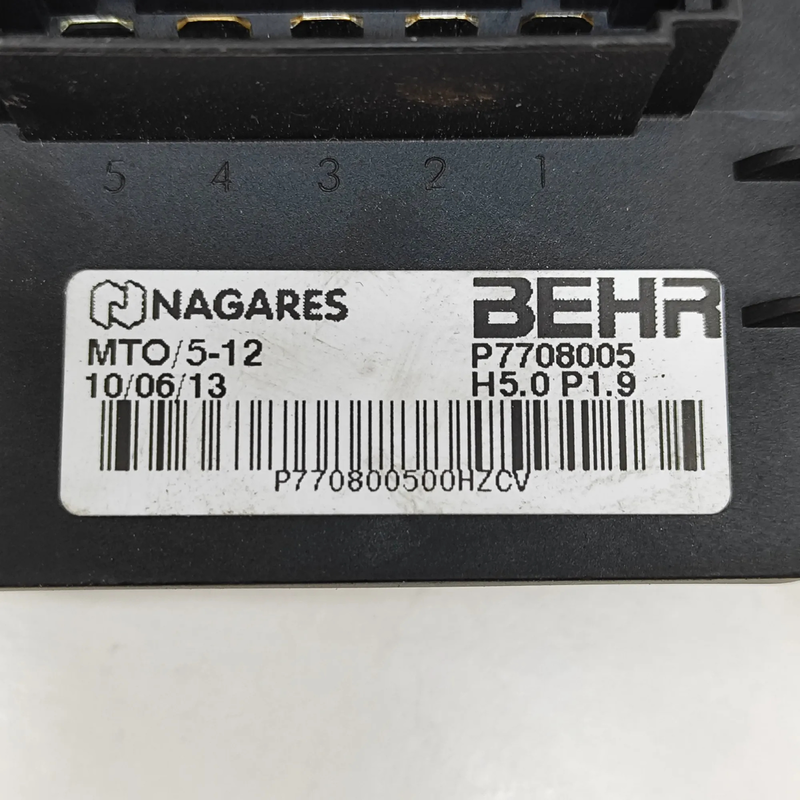 5 4 3 2 1
NAGARES BEHR
MTO/5-12 P7708005
10/06/13 H5.0 P1.9
P770800500HZCV